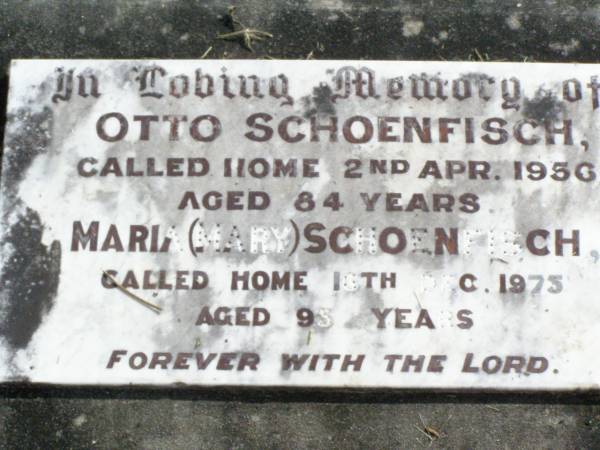 In Loving Memory of
OTTO SCHOENFISCH,
CALLED HOME 2ND APR. 1956
AGED 84 YEARS
MARIA (MARY) SCHOENFISCH,
CALLED HOME DEC. 1975
AGED YEARS
FOREVER WITH THE LORD.